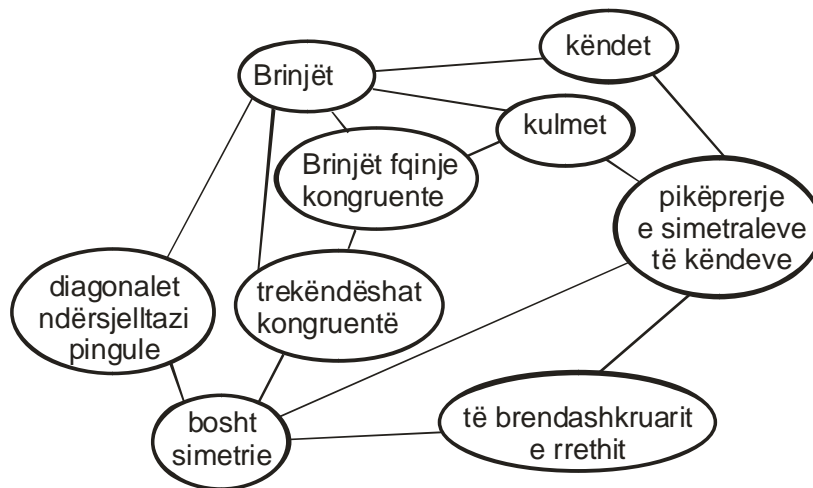 këndet
Brinjët
kulmet
Brinjët fqinje
kongruente
pikëprerje
e simetraleve
të këndeve
diagonalet
ndërsjelltazi
pingule
trekëndëshat
kongruentë
bosht
simetrie
të brendashkruarit
e rrethit